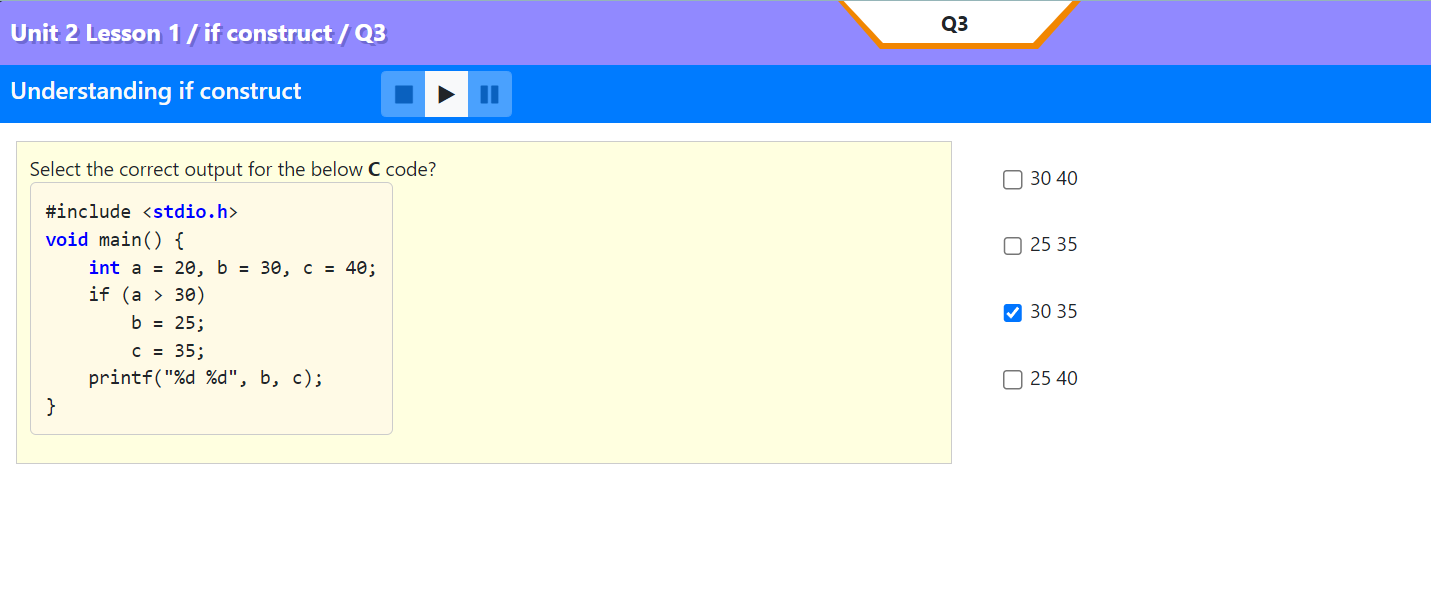 Unit 2 Lesson 1 / if construct / Q3
Q3
Understanding if construct
Select the correct output for the below C code?
#include <stdio.h>
void main() {
    int a = 20, b = 30, c = 40;
    if (a > 30)
        b = 25;
        c = 35;
    printf("%d %d", b, c);
}
30 40
25 35
30 35
25 40